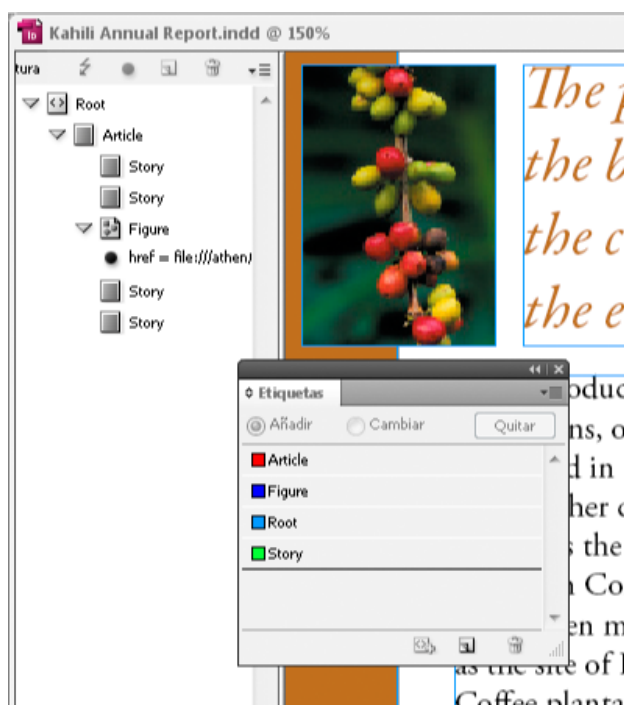 Kahili Annual Report.indd @ 150%
tura
Root
Article
Story
Story
Figure
href = file:///athen/
Story
Story
The
the
the
the
Etiquetas
Añadir
Cambiar
Quitar
Article
Figure
Root
Story
ns, o
d in
her
the
Co
en m
as the site of
Coffee planta